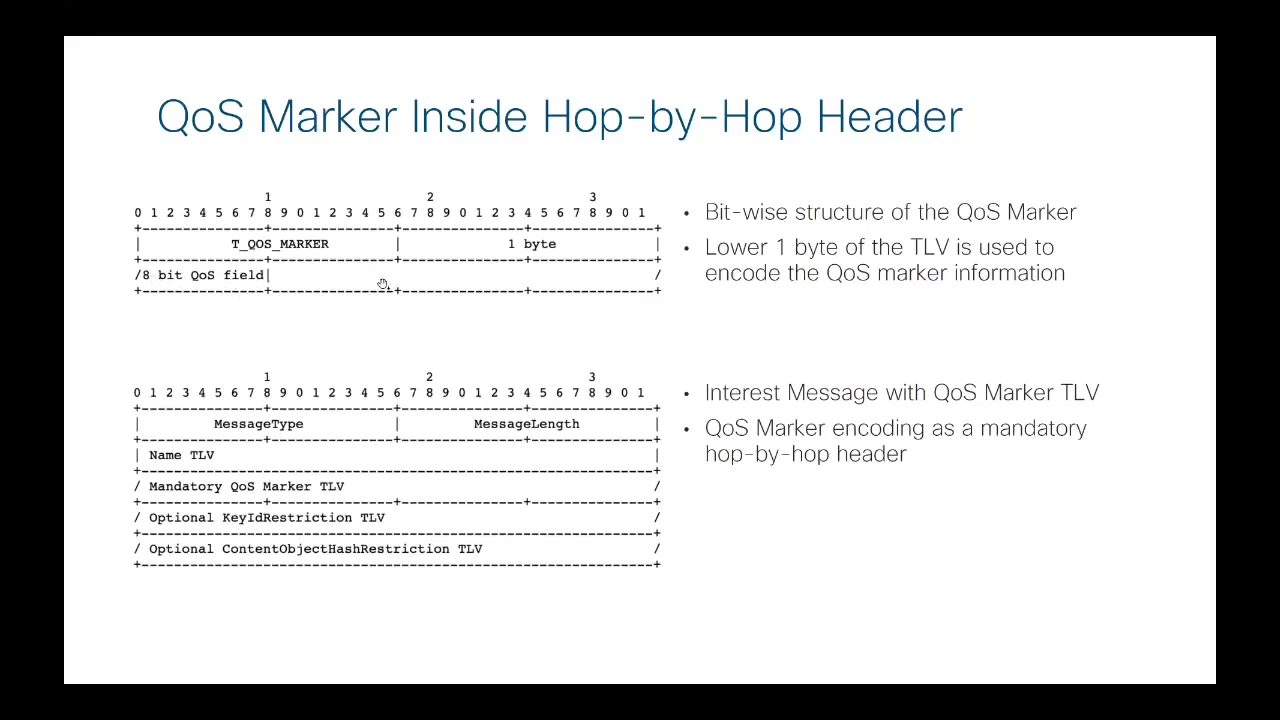 QoS Marker Inside Hop-by-Hop Header
1 2 3
0 1 2 3 4 5 6 7 8 9 0 1 2 3 4 5 6 7 8 9 0 1 2 3 4 5 6 7 8 9 0 1
+---------------+---------------+---------------+---------------+
| T_QOS_MARKER | 1 byte |
+---------------+---------------+---------------+---------------+
/8 bit QoS field| /
+---------------+---------------+---------------+---------------+
• Bit-wise structure of the QoS Marker
• Lower 1 byte of the TLV is used to
encode the QoS marker information
1 2 3
0 1 2 3 4 5 6 7 8 9 0 1 2 3 4 5 6 7 8 9 0 1 2 3 4 5 6 7 8 9 0 1
+---------------+---------------+---------------+---------------+
| MessageType | MessageLength |
+---------------+---------------+---------------+---------------+
| Name TLV |
+---------------------------------------------------------------+
/ Mandatory QoS Marker TLV /
+---------------+---------------+---------------+---------------+
/ Optional KeyIdRestriction TLV /
+---------------------------------------------------------------+
/ Optional ContentObjectHashRestriction TLV /
+---------------------------------------------------------------+
• Interest Message with QoS Marker TLV
• QoS Marker encoding as a mandatory
hop-by-hop header